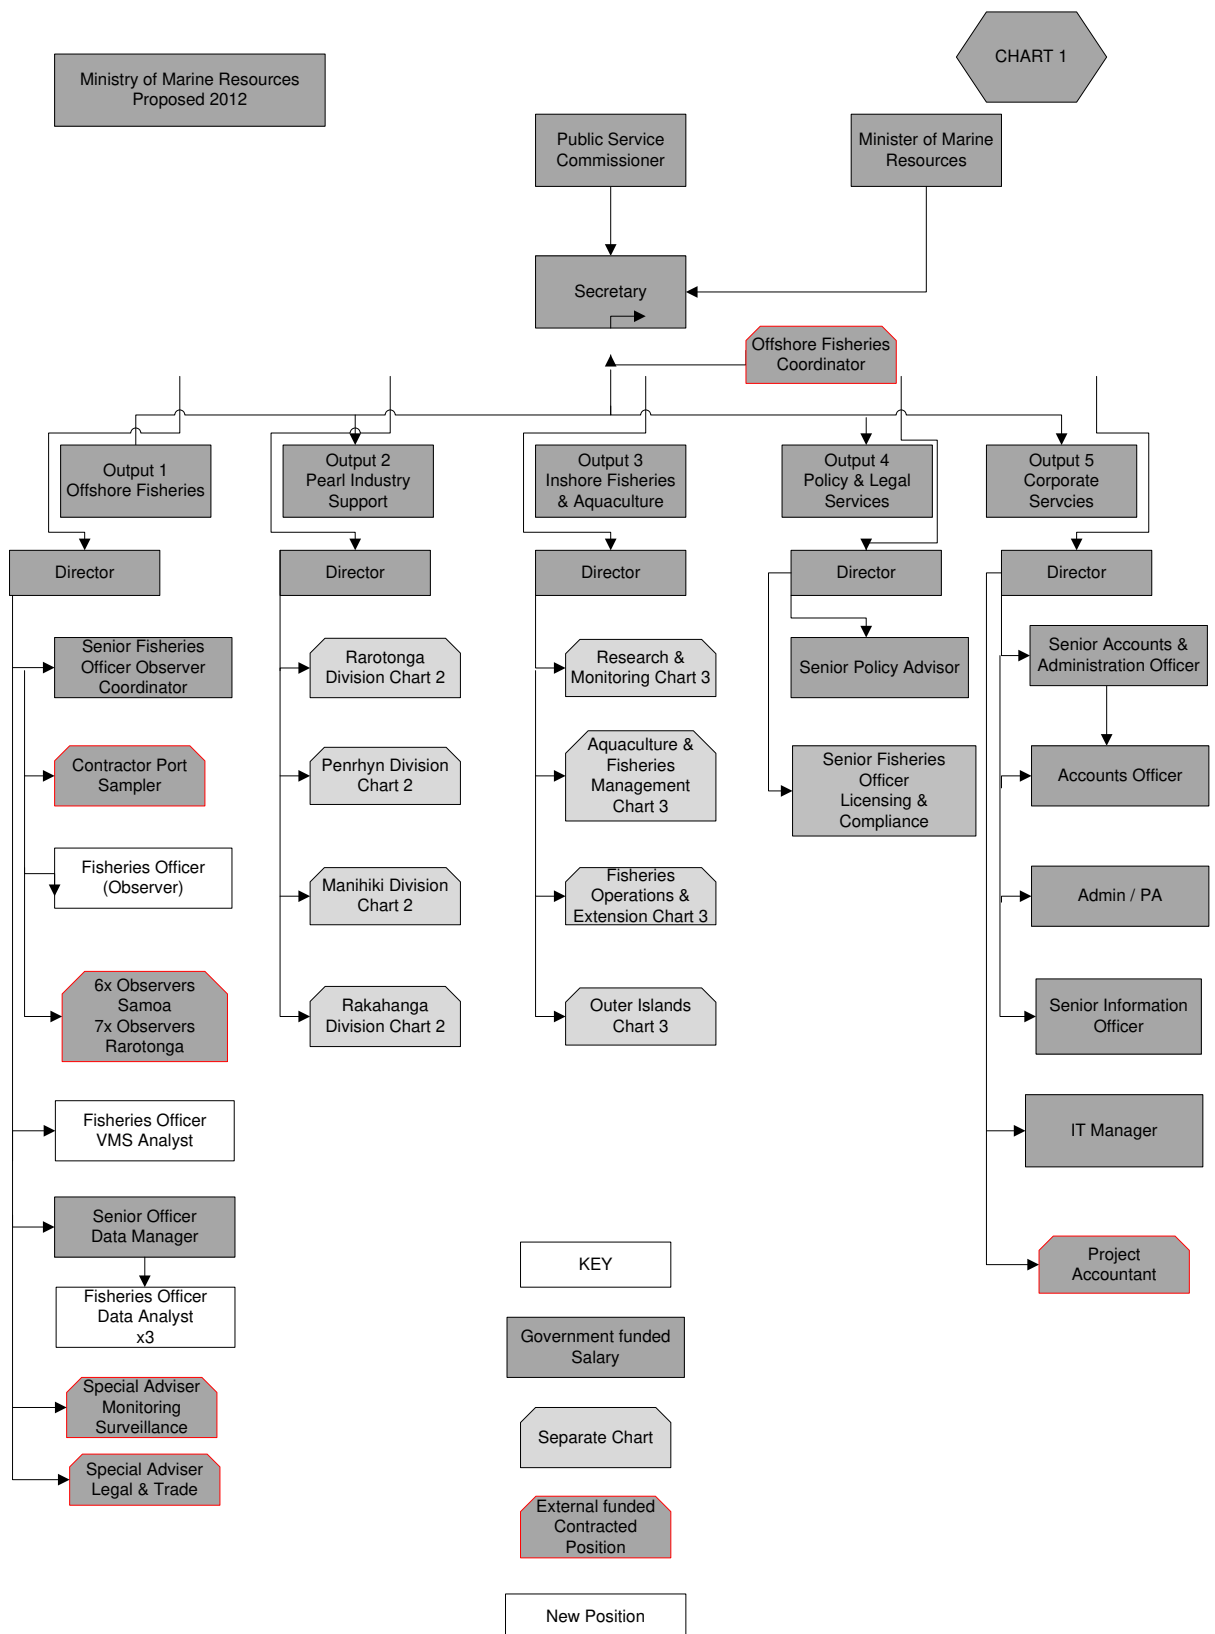 CHART 1
Ministry of Marine Resources
Proposed 2012
Public Service
Commissioner
Minister of Marine
Resources
Secretary
Offshore Fisheries
Coordinator
Output 1
Offshore Fisheries
Output 2
Pearl Industry
Support
Output 3
Inshore Fisheries
& Aquaculture
Output 4
Policy & Legal
Services
Output 5
Corporate
Servcies
Director
Director
Director
Director
Director
Senior Fisheries
Officer Observer
Coordinator
Contractor Port
Sampler
Fisheries Officer
(Observer)
6x Observers
Samoa
7x Observers
Rarotonga
Fisheries Officer
VMS Analyst
Senior Officer
Data Manager
Fisheries Officer
Data Analyst
x3
Special Adviser
Monitoring
Surveillance
Special Adviser
Legal & Trade
Rarotonga
Division Chart 2
Penrhyn Division
Chart 2
Manihiki Division
Chart 2
Rakahanga
Division Chart 2
Research &
Monitoring Chart 3
Aquaculture &
Fisheries
Management
Chart 3
Fisheries
Operations &
Extension Chart 3
Outer Islands
Chart 3
Senior Policy Advisor
Senior Fisheries
Officer
Licensing &
Compliance
Senior Accounts &
Administration Officer
Accounts Officer
Admin / PA
Senior Information
Officer
IT Manager
Project
Accountant
KEY
Government funded
Salary
Separate Chart
External funded
Contracted
Position
New Position